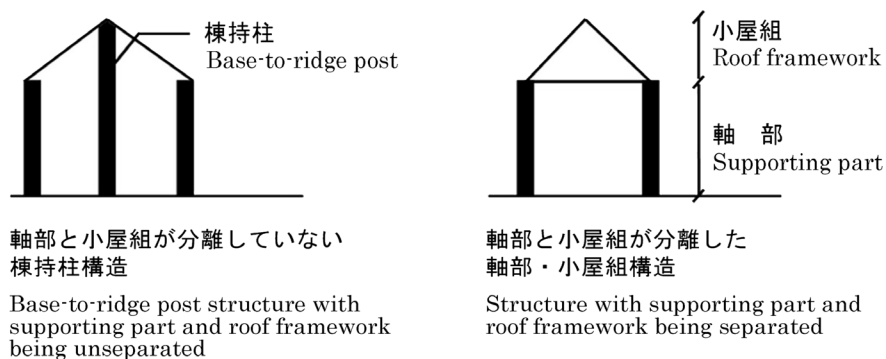 棟持柱
Base-to-ridge post
小屋組
Roof framework
軸　部
Supporting part
軸部と小屋組が分離していない
棟持柱構造
Base-to-ridge post structure with
supporting part and roof framework
being unseparated
軸部と小屋組が分離した
軸部・小屋組構造
Structure with supporting part and
roof framework being separated